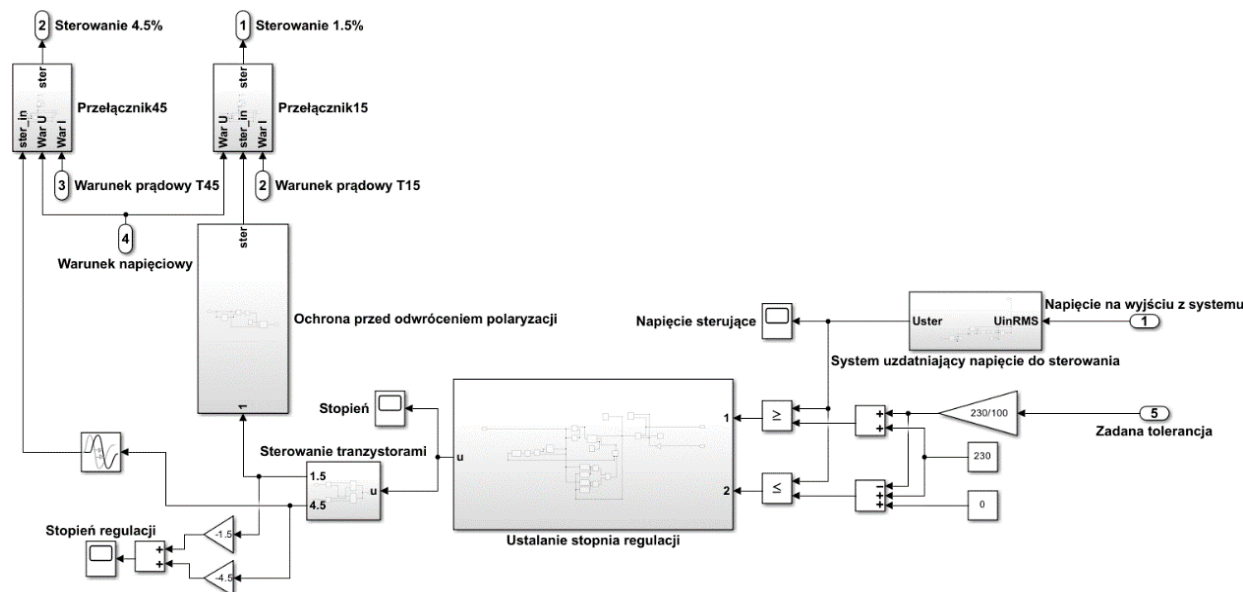 2 Sterowanie 4.5%
1 Sterowanie 1.5%
ster
ster
Przełącznik45
Przełącznik15
ster_in
War U
War I
War U
ster_in
War I
3 Warunek prądowy T45
2 Warunek prądowy T15
4
Warunek napięciowy
ster
Ochrona przed odwróceniem polaryzacji
1
Napięcie sterujące
Uster
UinRMS
Napięcie na wyjściu z systemu
1
System uzdatniający napięcie do sterowania
Stopień
1
2
u
≥
≤
+
+
−
+
+
230/100
5
Zadana tolerancja
230
0
Sterowanie tranzystorami
1.5
4.5
u
Ustalanie stopnia regulacji
Stopień regulacji
-1.5
-4.5
+
+